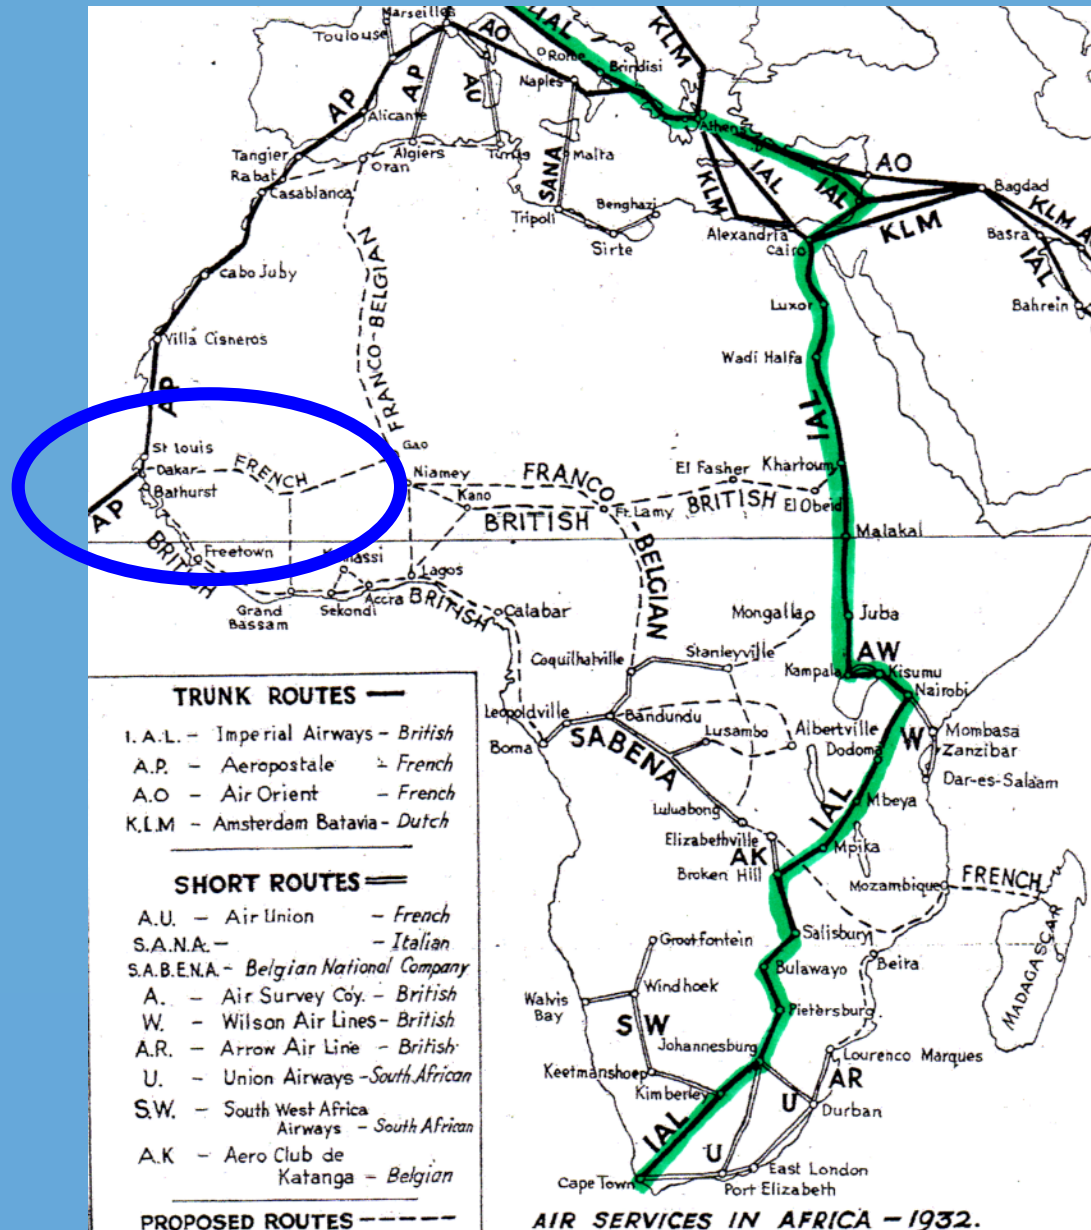 Marseilles
Toulouse
AO
IAL
KLM
Rome
Brindisi
Naples
AP
AP
AU
Alicante
Athens
Tangier
Algiers
Tunis
Malta
Rabat
Oran
Casablanca
SANA
KLM
IAL
IAL
AO
Bagdad
Tripoli
Benghazi
Sirte
Alexandria
Cairo
KLM
KLM
Basra
IAL
Bahrein
Cabo Juby
FRANCO-BELGIAN
Luxor
Villa Cisneros
Wadi Halfa
AP
IAL
St Louis
Dakar
FRENCH
Gao
Bathurst
Niamey
FRANCO
El Fasher
Khartoum
Kano
BRITISH
Ft. Lamy
BRITISH
El Obeid
AP
BRITISH
Freetown
BELGIAN
Malakal
Lagos
Grand
Bassam
Sekondi
Accra
BRITISH
Calabar
Mongalla
Juba
Coquilhatville
Stanleyville
AW
Kampala
Kisumu
Nairobi
Leopoldville
Bandundu
Boma
SABENA
Lusambo
Albertville
Dodoma
W
Mombasa
Zanzibar
Dar-es-Salaam
Luluabong
IAL
Mbeya
Elizabethville
AK
Broken Hill
Mpika
Mozambique
FRENCH
Grootfontein
Salisbury
Beira
Bulawayo
MADAGASCAR
Walvis
Bay
Windhoek
Pietersburg
S W
Johannesburg
Lourenco Marques
Keetmanshoep
Kimberley
AR
U
Durban
IAL
U
East London
Cape Town
Port Elizabeth
TRUNK ROUTES
I.A.L. - Imperial Airways - British
A.P. - Aeropostale - French
A.O - Air Orient - French
K.L.M - Amsterdam Batavia - Dutch
SHORT ROUTES
A.U. - Air Union - French
S.A.N.A. - - Italian
S.A.B.E.N.A. - Belgian National Company
A. - Air Survey Coy. - British
W. - Wilson Air Lines - British
A.R. - Arrow Air Line - British
U. - Union Airways - South African
S.W. - South West Africa
Airways - South African
A.K - Aero Club de
Katanga - Belgian
PROPOSED ROUTES
AIR SERVICES IN AFRICA - 1932.